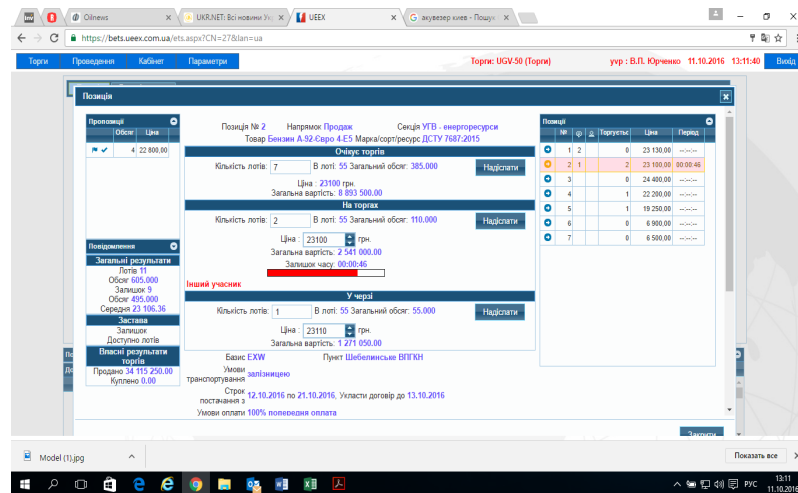 Oilnews
UKR.NET: Всі новини Укр
UEEX
акувезер киев - Пошук
https://bets.ueex.com.ua/ets.aspx?CN=27&lan=ua
Торги Проведення Кабінет Параметри Торги: UGV-50 (Торги) yvp : В.П. Юрченко 11.10.2016 13:11:40 Вихід
Позиція
Пропозиції
Обсяг Ціна
4 22 800,00
Повідомлення
Загальні результати
Лотів 11
Обсяг 605.000
Залишок 9
Обсяг 495.000
Середня 23 106.36
Застава
Залишок
Доступно лотів
Власні результати торгів
Продано 34 115 250.00
Куплено 0.00
Позиція № 2 Напрямок Продаж Секція УГВ - енергоресурси
Товар Бензин А-92-Євро 4-Е5 Марка/сорт/ресурс ДСТУ 7687:2015
Очікує торгів
Кількість лотів: 7 В лоті: 55 Загальний обсяг: 385.000 Надіслати
Ціна : 23100 грн.
Загальна вартість: 8 893 500.00
На торгах
Кількість лотів: 2 В лоті: 55 Загальний обсяг: 110.000 Надіслати
Ціна : 23100 грн.
Загальна вартість: 2 541 000.00
Залишок часу: 00:00:46
Інший учасник
У черзі
Кількість лотів: 1 В лоті: 55 Загальний обсяг: 55.000 Надіслати
Ціна : 23110 грн.
Загальна вартість: 1 271 050.00
Базис EXW Пункт Шебелинське ВПГКН
Умови транспортування залізницею
Строк постачання з 12.10.2016 по 21.10.2016, Укласти договір до 13.10.2016
Умови оплати 100% попередня оплата
Позиції
№ Торгується Ціна Період
1 2 0 23 130,00 --:--:--
2 1 2 23 100,00 00:00:46
3 0 24 400,00 --:--:--
4 1 22 200,00 --:--:--
5 1 19 250,00 --:--:--
6 0 6 900,00 --:--:--
7 0 6 500,00 --:--:--
Закрити
Model (1).jpg
Показать все
РУС
13:11
11.10.2016